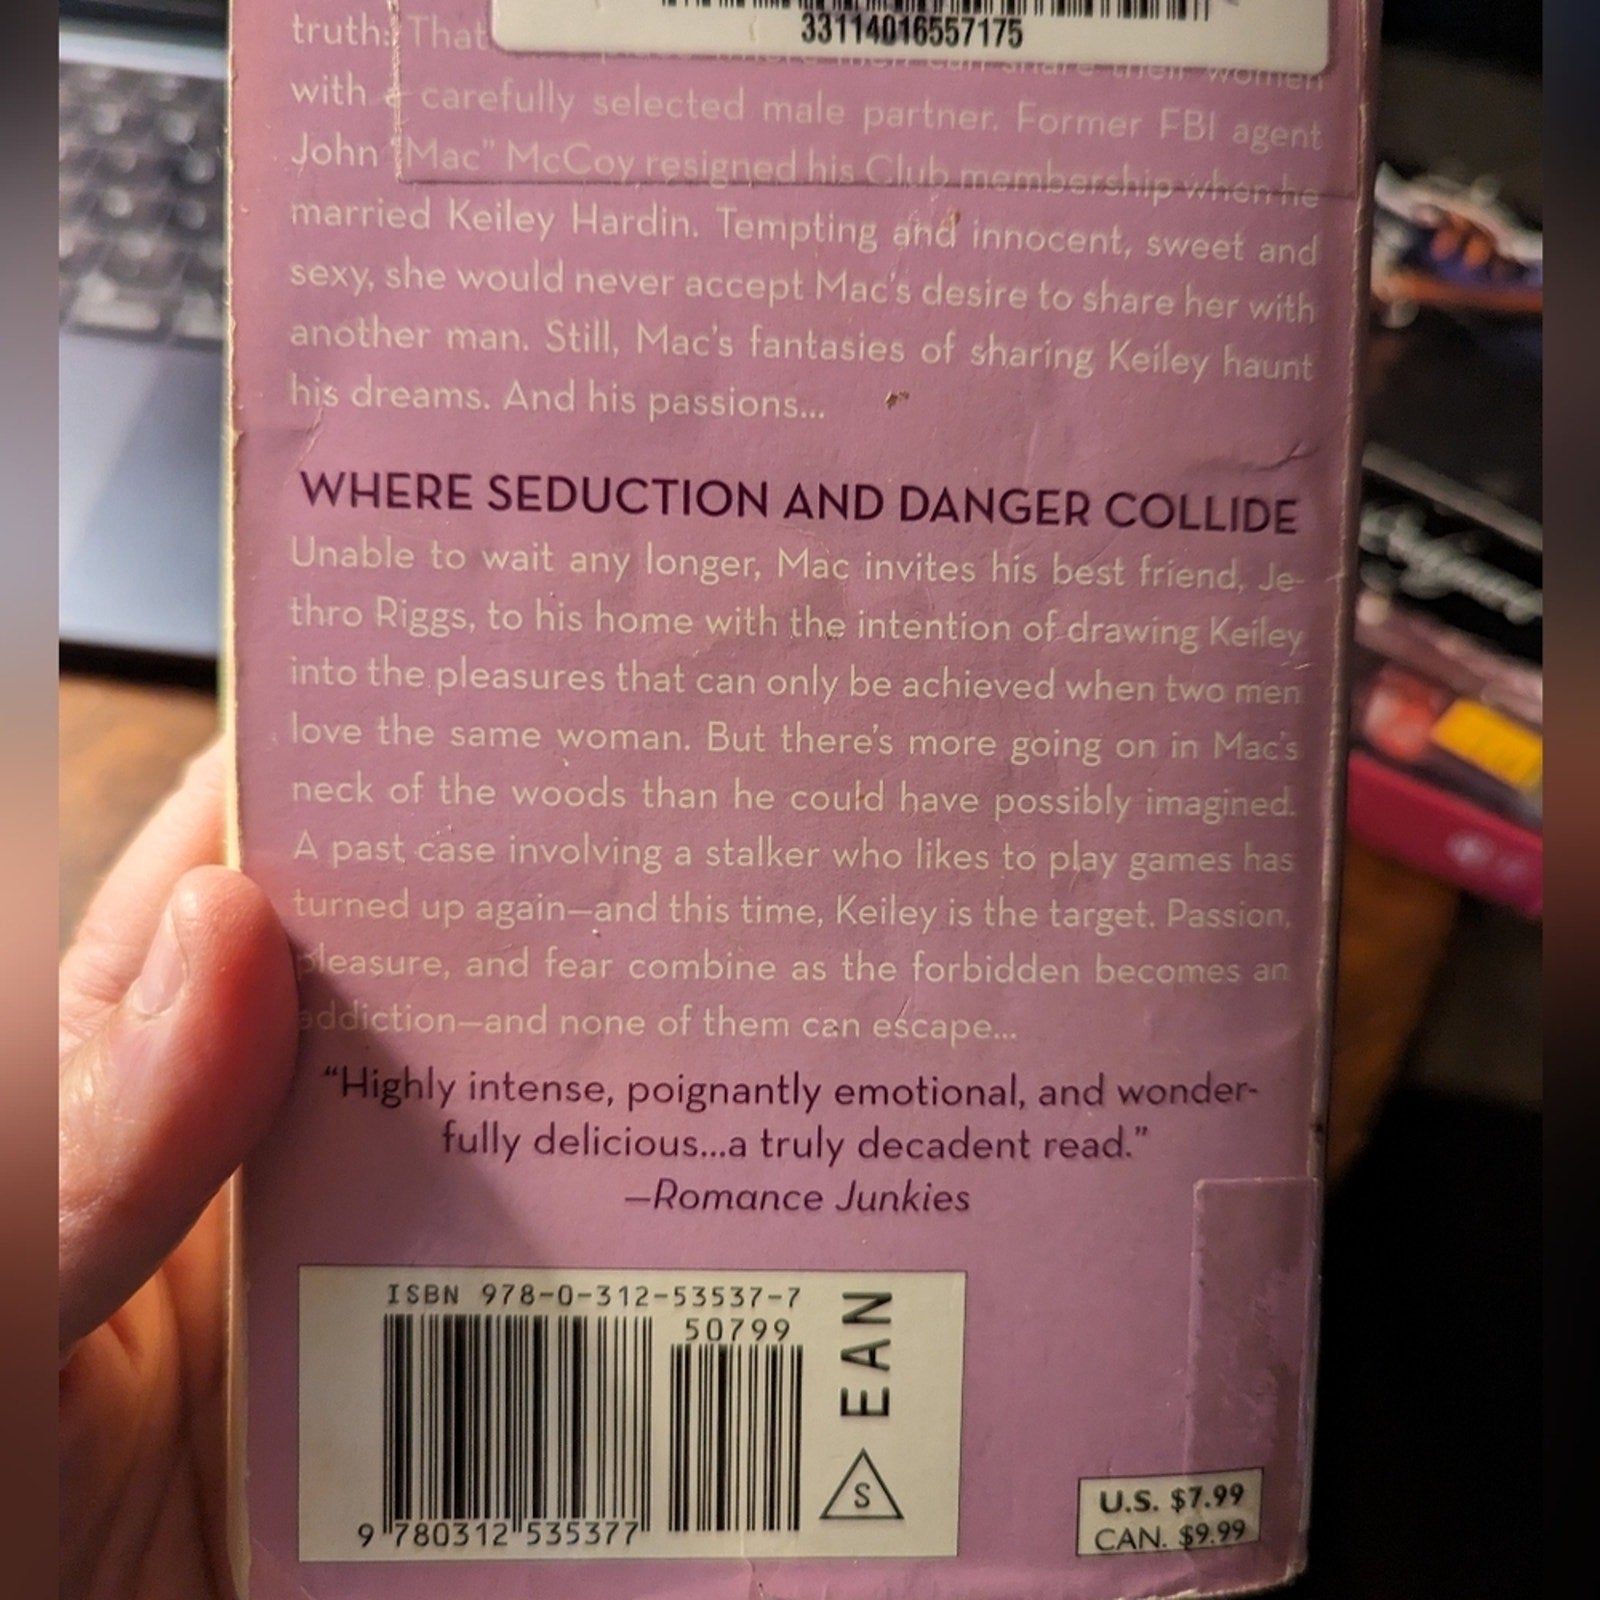 33114016557175
truth: That
can share their women
with a carefully selected male partner. Former FBI agent
John "Mac" McCoy resigned his Club membership when he
married Keiley Hardin. Tempting and innocent, sweet and
sexy, she would never accept Mac's desire to share her with
another man. Still, Mac's fantasies of sharing Keiley haunt
his dreams. And his passions...
WHERE SEDUCTION AND DANGER COLLIDE
Unable to wait any longer, Mac invites his best friend, Je-
thro Riggs, to his home with the intention of drawing Keiley
into the pleasures that can only be achieved when two men
love the same woman. But there's more going on in Mac's
neck of the woods than he could have possibly imagined.
A past case involving a stalker who likes to play games has
turned up again—and this time, Keiley is the target. Passion,
pleasure, and fear combine as the forbidden becomes an
addiction—and none of them can escape...
"Highly intense, poignantly emotional, and wonder-
fully delicious...a truly decadent read."
—Romance Junkies
ISBN 978-0-312-53537-7
50799
EAN
S
9 780312 535377
U.S. $7.99
CAN. $9.99